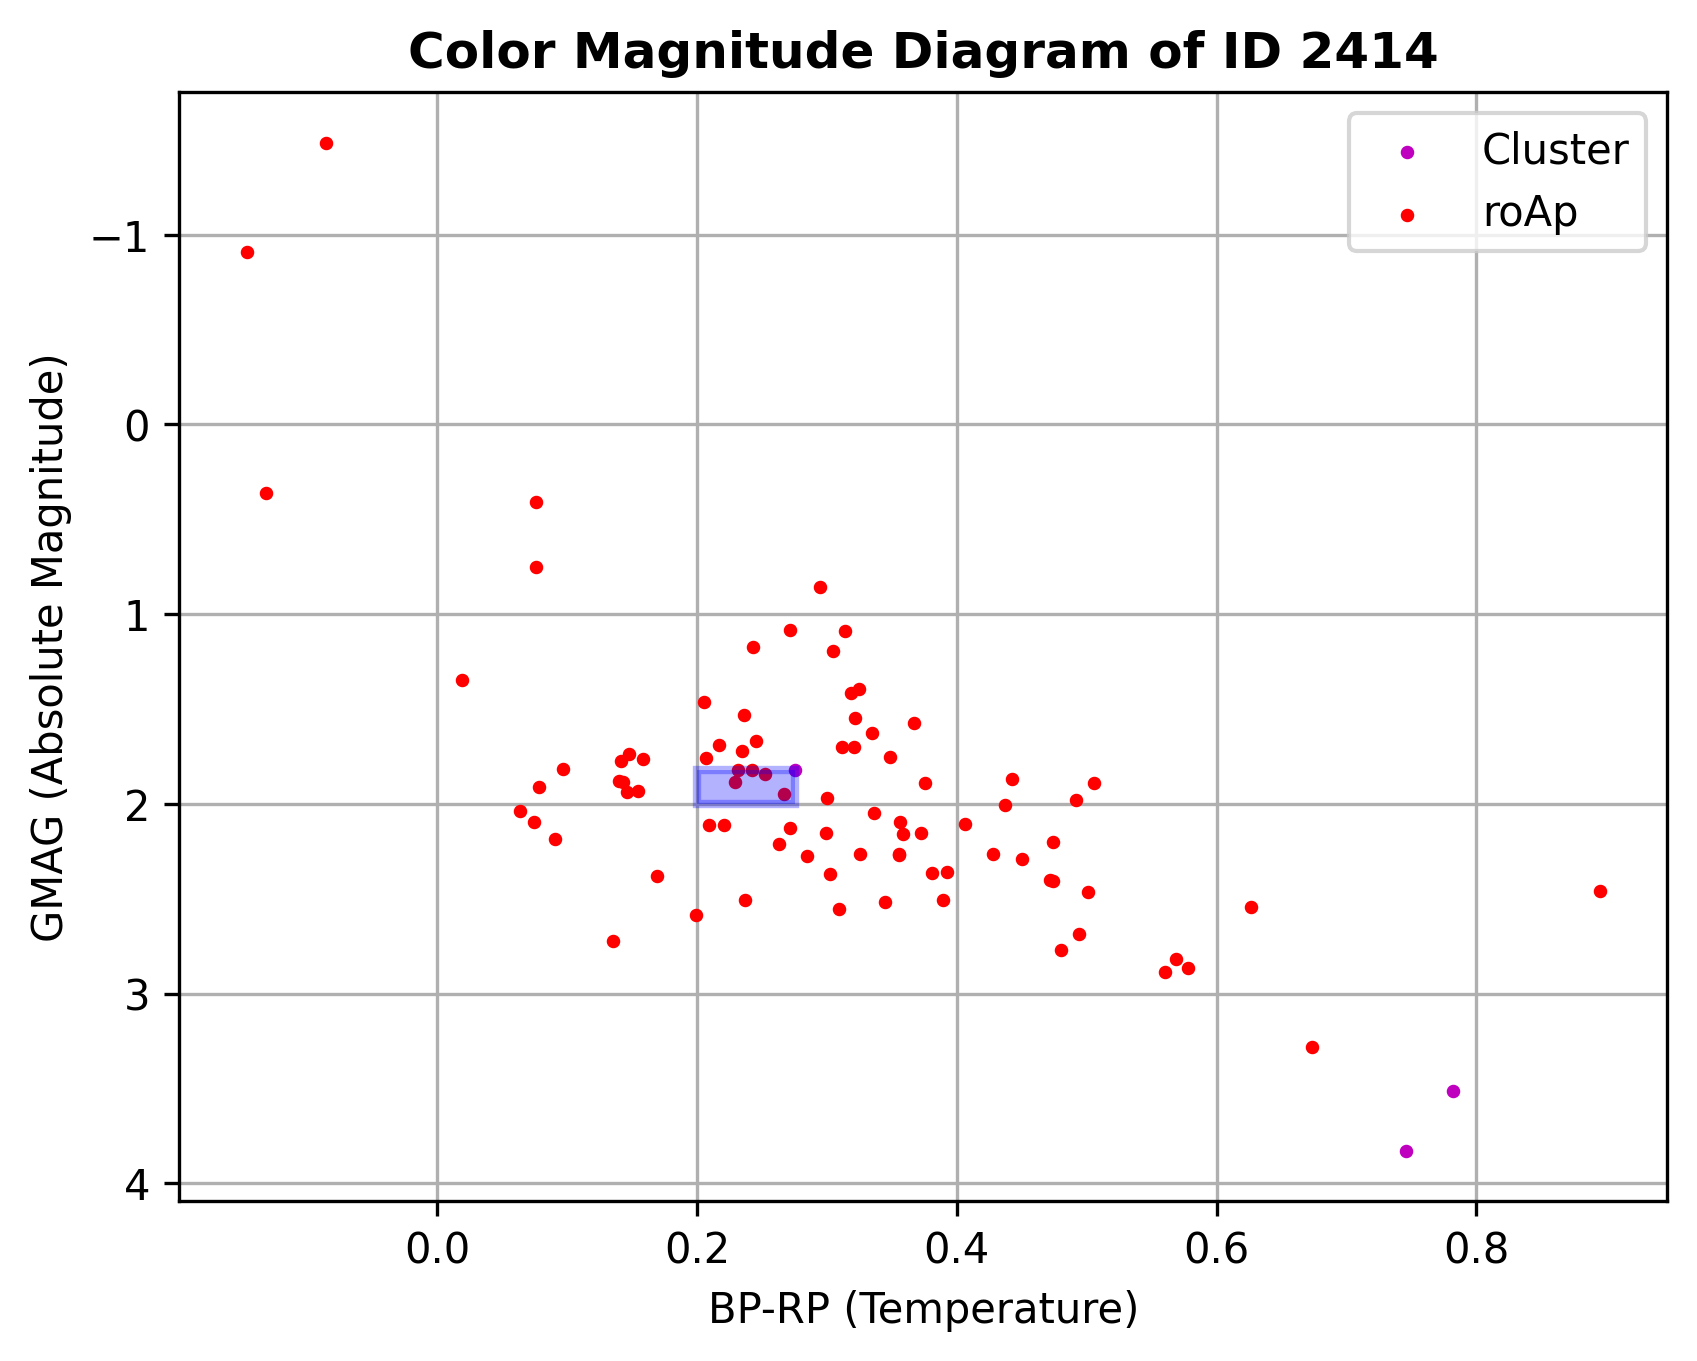 Color Magnitude Diagram of ID 2414
Cluster
roAp
GMAG (Absolute Magnitude)
−1
0
1
2
3
4
0.0 0.2 0.4 0.6 0.8
BP-RP (Temperature)